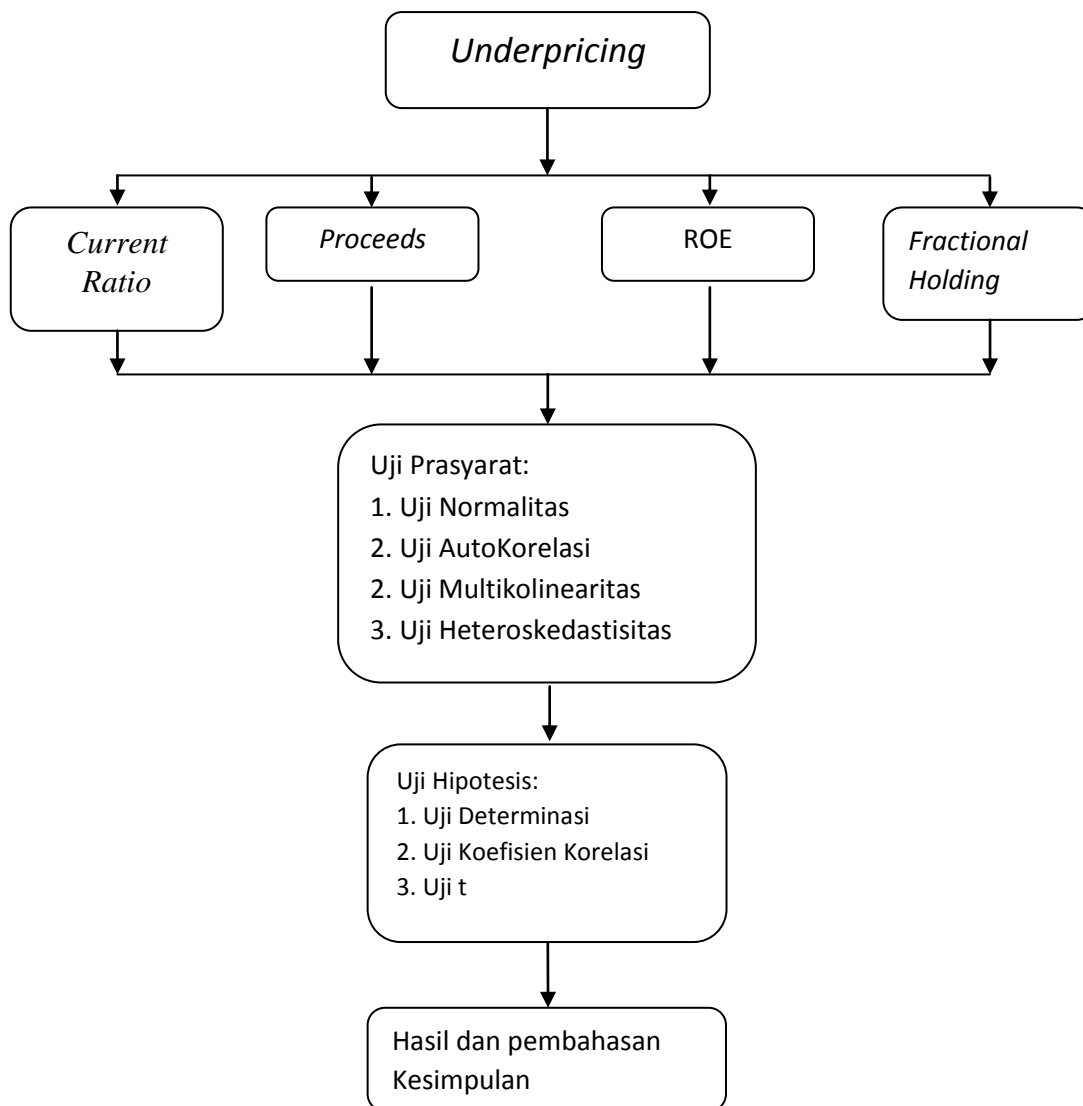 Underpricing
Current
Ratio
Proceeds
ROE
Fractional
Holding
Uji Prasyarat:
1. Uji Normalitas
2. Uji AutoKorelasi
2. Uji Multikolinearitas
3. Uji Heteroskedastisitas
Uji Hipotesis:
1. Uji Determinasi
2. Uji Koefisien Korelasi
3. Uji t
Hasil dan pembahasan
Kesimpulan